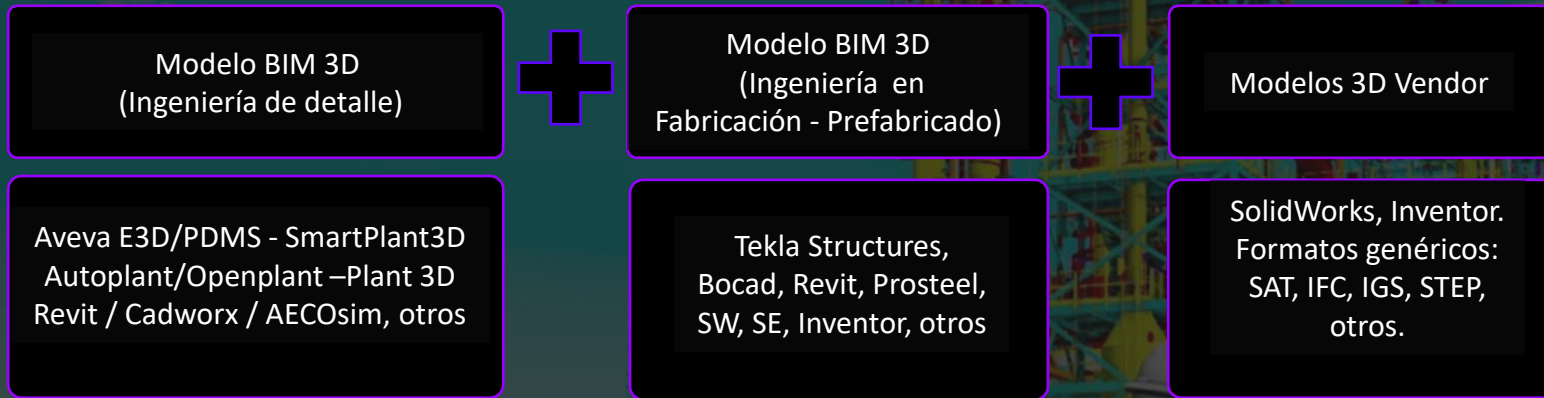 Modelo BIM 3D
(Ingeniería de detalle)
Modelo BIM 3D
(Ingeniería en
Fabricación - Prefabricado)
Modelos 3D Vendor
Aveva E3D/PDMS - SmartPlant3D
Autoplant/Openplant –Plant 3D
Revit / Cadworx / AECOsim, otros
Tekla Structures,
Bocad, Revit, Prosteel,
SW, SE, Inventor, otros
SolidWorks, Inventor.
Formatos genéricos:
SAT, IFC, IGS, STEP,
otros.